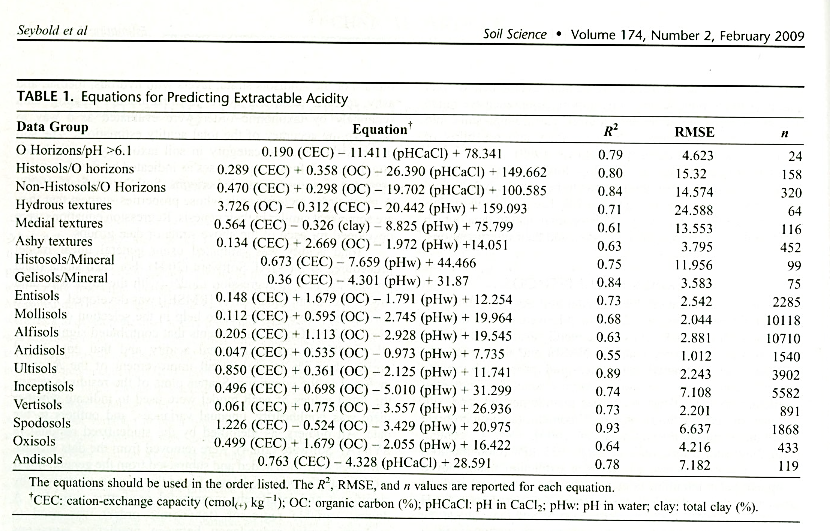 Seybold et al
Soil Science • Volume 174, Number 2, February 2009
TABLE 1. Equations for Predicting Extractable Acidity
Data Group Equation† R² RMSE n
O Horizons/pH >6.1 0.190 (CEC) − 11.411 (pHCaCl) + 78.341 0.79 4.623 24
Histosols/O horizons 0.289 (CEC) + 0.358 (OC) − 26.390 (pHCaCl) + 149.662 0.80 15.32 158
Non-Histosols/O Horizons 0.470 (CEC) + 0.298 (OC) − 19.702 (pHCaCl) + 100.585 0.84 14.574 320
Hydrous textures 3.726 (OC) − 0.312 (CEC) − 20.442 (pHw) + 159.093 0.71 24.588 64
Medial textures 0.564 (CEC) − 0.326 (clay) − 8.825 (pHw) + 75.799 0.61 13.553 116
Ashy textures 0.134 (CEC) + 2.669 (OC) − 1.972 (pHw) +14.051 0.63 3.795 452
Histosols/Mineral 0.673 (CEC) − 7.659 (pHw) + 44.466 0.75 11.956 99
Gelisols/Mineral 0.36 (CEC) − 4.301 (pHw) + 31.87 0.84 3.583 75
Entisols 0.148 (CEC) + 1.679 (OC) − 1.791 (pHw) + 12.254 0.73 2.542 2285
Mollisols 0.112 (CEC) + 0.595 (OC) − 2.745 (pHw) + 19.964 0.68 2.044 10118
Alfisols 0.205 (CEC) + 1.113 (OC) − 2.928 (pHw) + 19.545 0.63 2.881 10710
Aridisols 0.047 (CEC) + 0.535 (OC) − 0.973 (pHw) + 7.735 0.55 1.012 1540
Ultisols 0.850 (CEC) + 0.361 (OC) − 2.125 (pHw) + 11.741 0.89 2.243 3902
Inceptisols 0.496 (CEC) + 0.698 (OC) − 5.010 (pHw) + 31.299 0.74 7.108 5582
Vertisols 0.061 (CEC) + 0.775 (OC) − 3.557 (pHw) + 26.936 0.73 2.201 891
Spodosols 1.226 (CEC) − 0.524 (OC) − 3.429 (pHw) + 20.975 0.93 6.637 1868
Oxisols 0.499 (CEC) + 1.679 (OC) − 2.055 (pHw) + 16.422 0.64 4.216 433
Andisols 0.763 (CEC) − 4.328 (pHCaCl) + 28.591 0.78 7.182 119
The equations should be used in the order listed. The R², RMSE, and n values are reported for each equation.
†CEC: cation-exchange capacity (cmol(+) kg⁻¹); OC: organic carbon (%); pHCaCl: pH in CaCl₂; pHw: pH in water; clay: total clay (%).